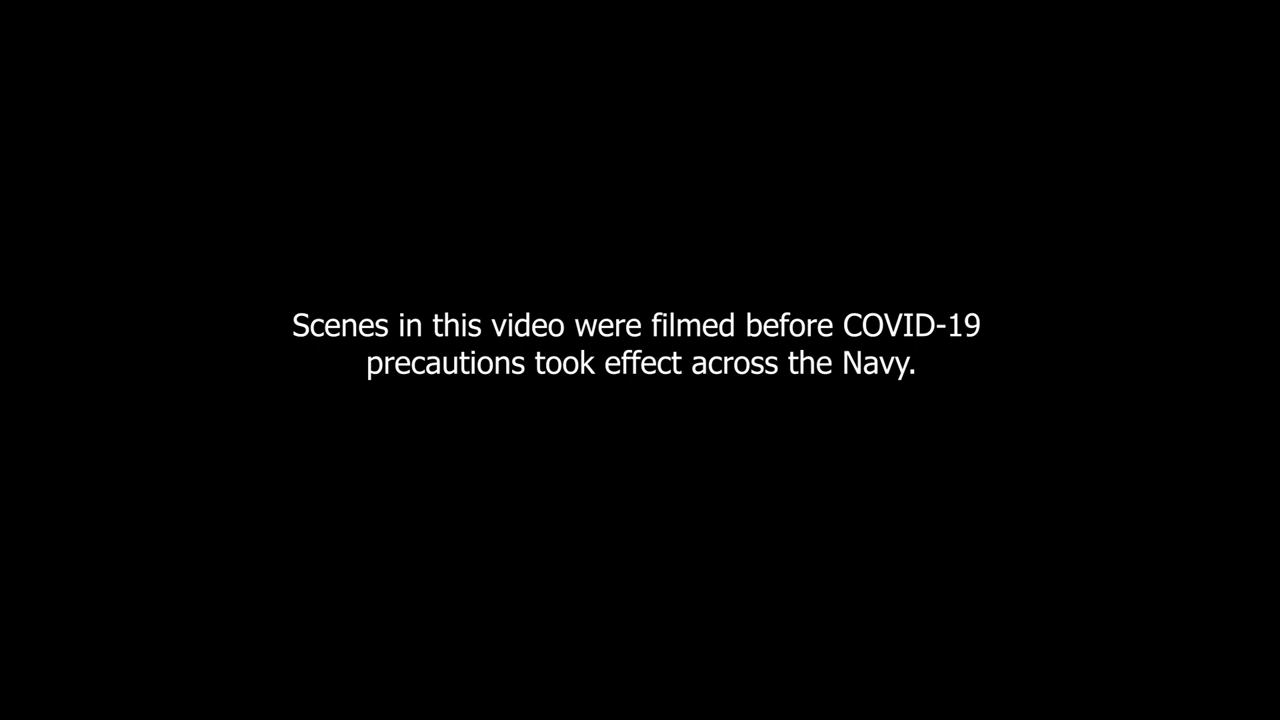 Scenes in this video were filmed before COVID-19
precautions took effect across the Navy.